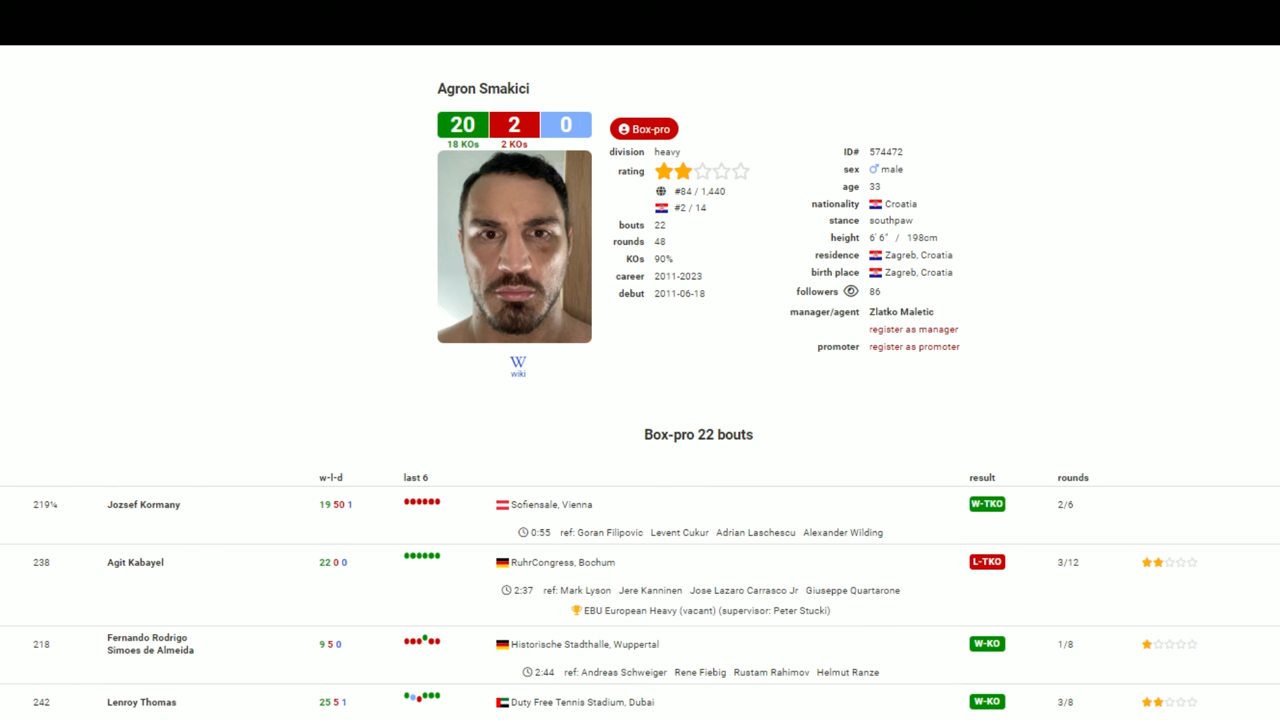 Agron Smakici
20 2 0
18 KOs 2 KOs
Box-pro
division heavy
rating
#84 / 1,440
#2 / 14
bouts 22
rounds 48
KOs 90%
career 2011-2023
debut 2011-06-18
ID# 574472
sex ♂ male
age 33
nationality Croatia
stance southpaw
height 6′ 6″ / 198cm
residence Zagreb, Croatia
birth place Zagreb, Croatia
followers 86
manager/agent Zlatko Maletic
register as manager
promoter register as promoter
W
wiki
Box-pro 22 bouts
w-l-d last 6 result rounds
219¼ Jozsef Kormany 19 50 1 Sofiensale, Vienna W-TKO 2/6
0:55 ref: Goran Filipovic Levent Cukur Adrian Laschescu Alexander Wilding
238 Agit Kabayel 22 0 0 RuhrCongress, Bochum L-TKO 3/12
2:37 ref: Mark Lyson Jere Kanninen Jose Lazaro Carrasco Jr Giuseppe Quartarone
EBU European Heavy (vacant) (supervisor: Peter Stucki)
218 Fernando Rodrigo
Simoes de Almeida 9 5 0 Historische Stadthalle, Wuppertal W-KO 1/8
2:44 ref: Andreas Schweiger Rene Fiebig Rustam Rahimov Helmut Ranze
242 Lenroy Thomas 25 5 1 Duty Free Tennis Stadium, Dubai W-KO 3/8